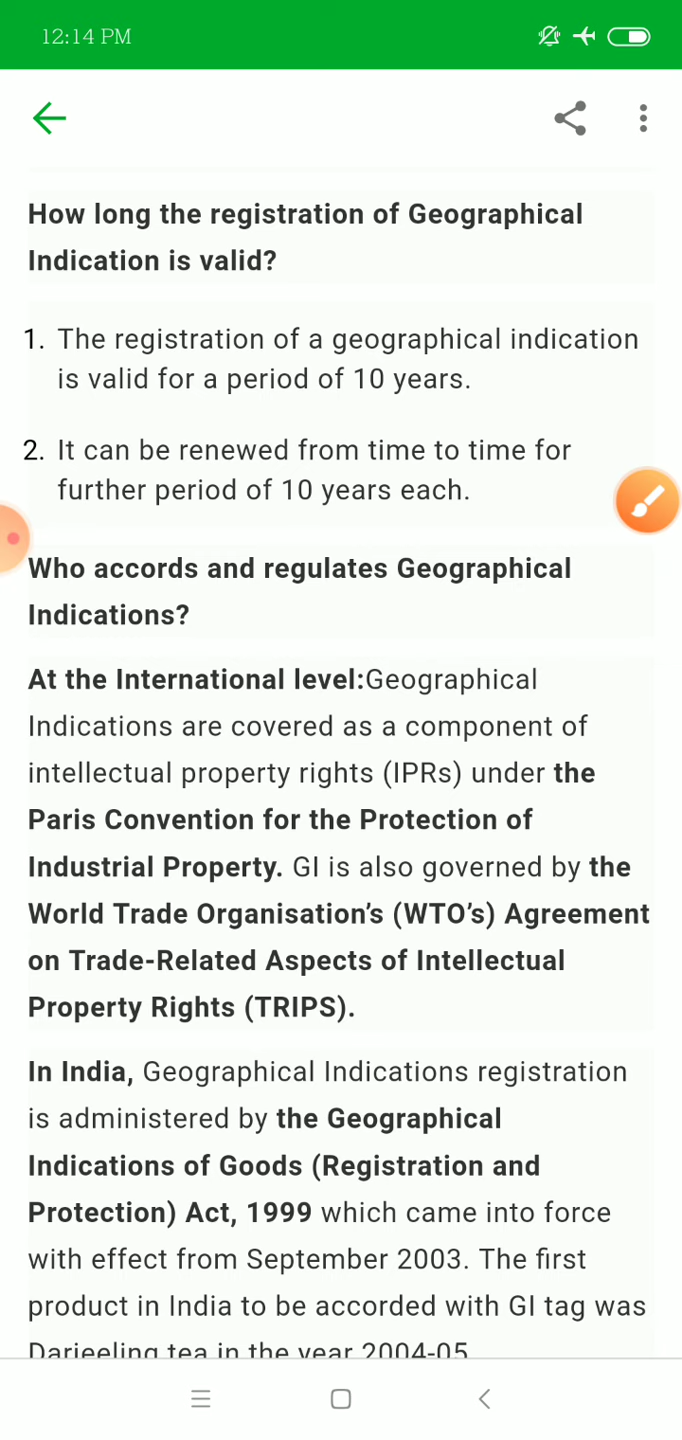 12:14 PM
How long the registration of Geographical
Indication is valid?
1. The registration of a geographical indication
is valid for a period of 10 years.
2. It can be renewed from time to time for
further period of 10 years each.
Who accords and regulates Geographical
Indications?
At the International level:Geographical
Indications are covered as a component of
intellectual property rights (IPRs) under the
Paris Convention for the Protection of
Industrial Property. GI is also governed by the
World Trade Organisation’s (WTO’s) Agreement
on Trade-Related Aspects of Intellectual
Property Rights (TRIPS).
In India, Geographical Indications registration
is administered by the Geographical
Indications of Goods (Registration and
Protection) Act, 1999 which came into force
with effect from September 2003. The first
product in India to be accorded with GI tag was
Darjeeling tea in the year 2004-05